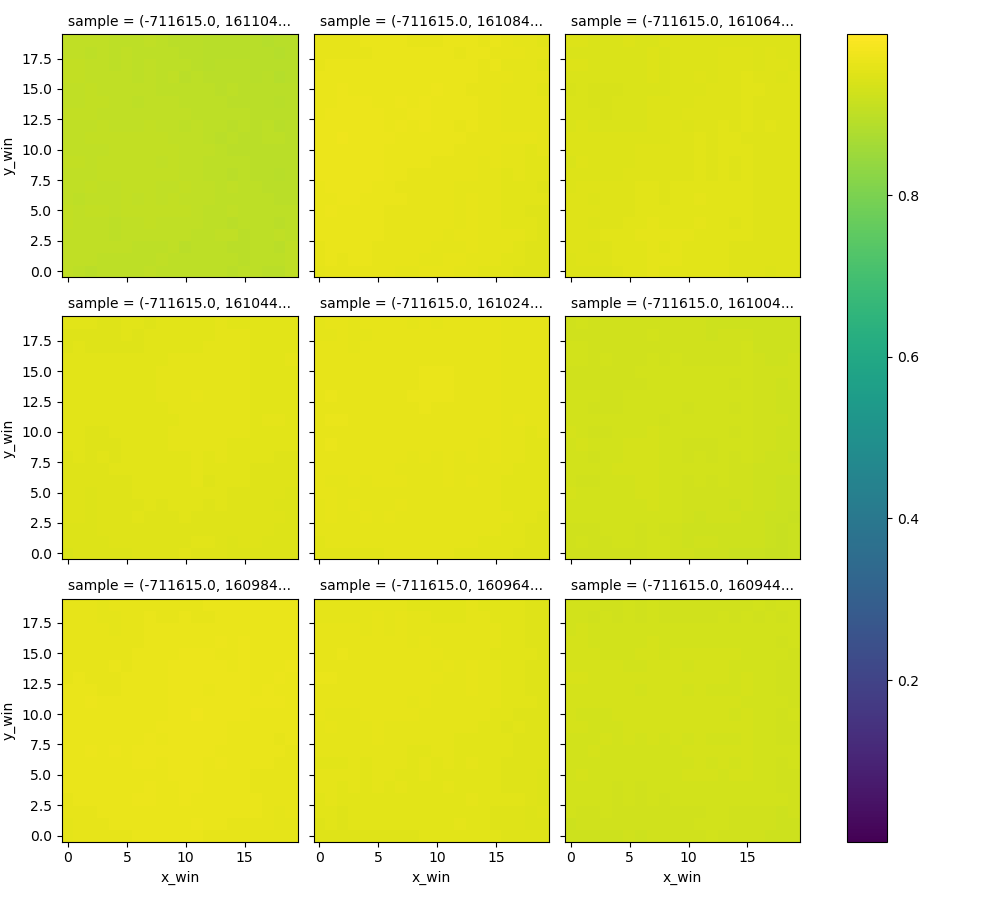 sample = (-711615.0, 161104...
sample = (-711615.0, 161084...
sample = (-711615.0, 161064...
17.5
15.0
12.5
10.0
7.5
5.0
2.5
0.0
y_win
sample = (-711615.0, 161044...
sample = (-711615.0, 161024...
sample = (-711615.0, 161004...
17.5
15.0
12.5
10.0
7.5
5.0
2.5
0.0
y_win
sample = (-711615.0, 160984...
sample = (-711615.0, 160964...
sample = (-711615.0, 160944...
17.5
15.0
12.5
10.0
7.5
5.0
2.5
0.0
y_win
0 5 10 15
0 5 10 15
0 5 10 15
x_win
x_win
x_win
0.8
0.6
0.4
0.2